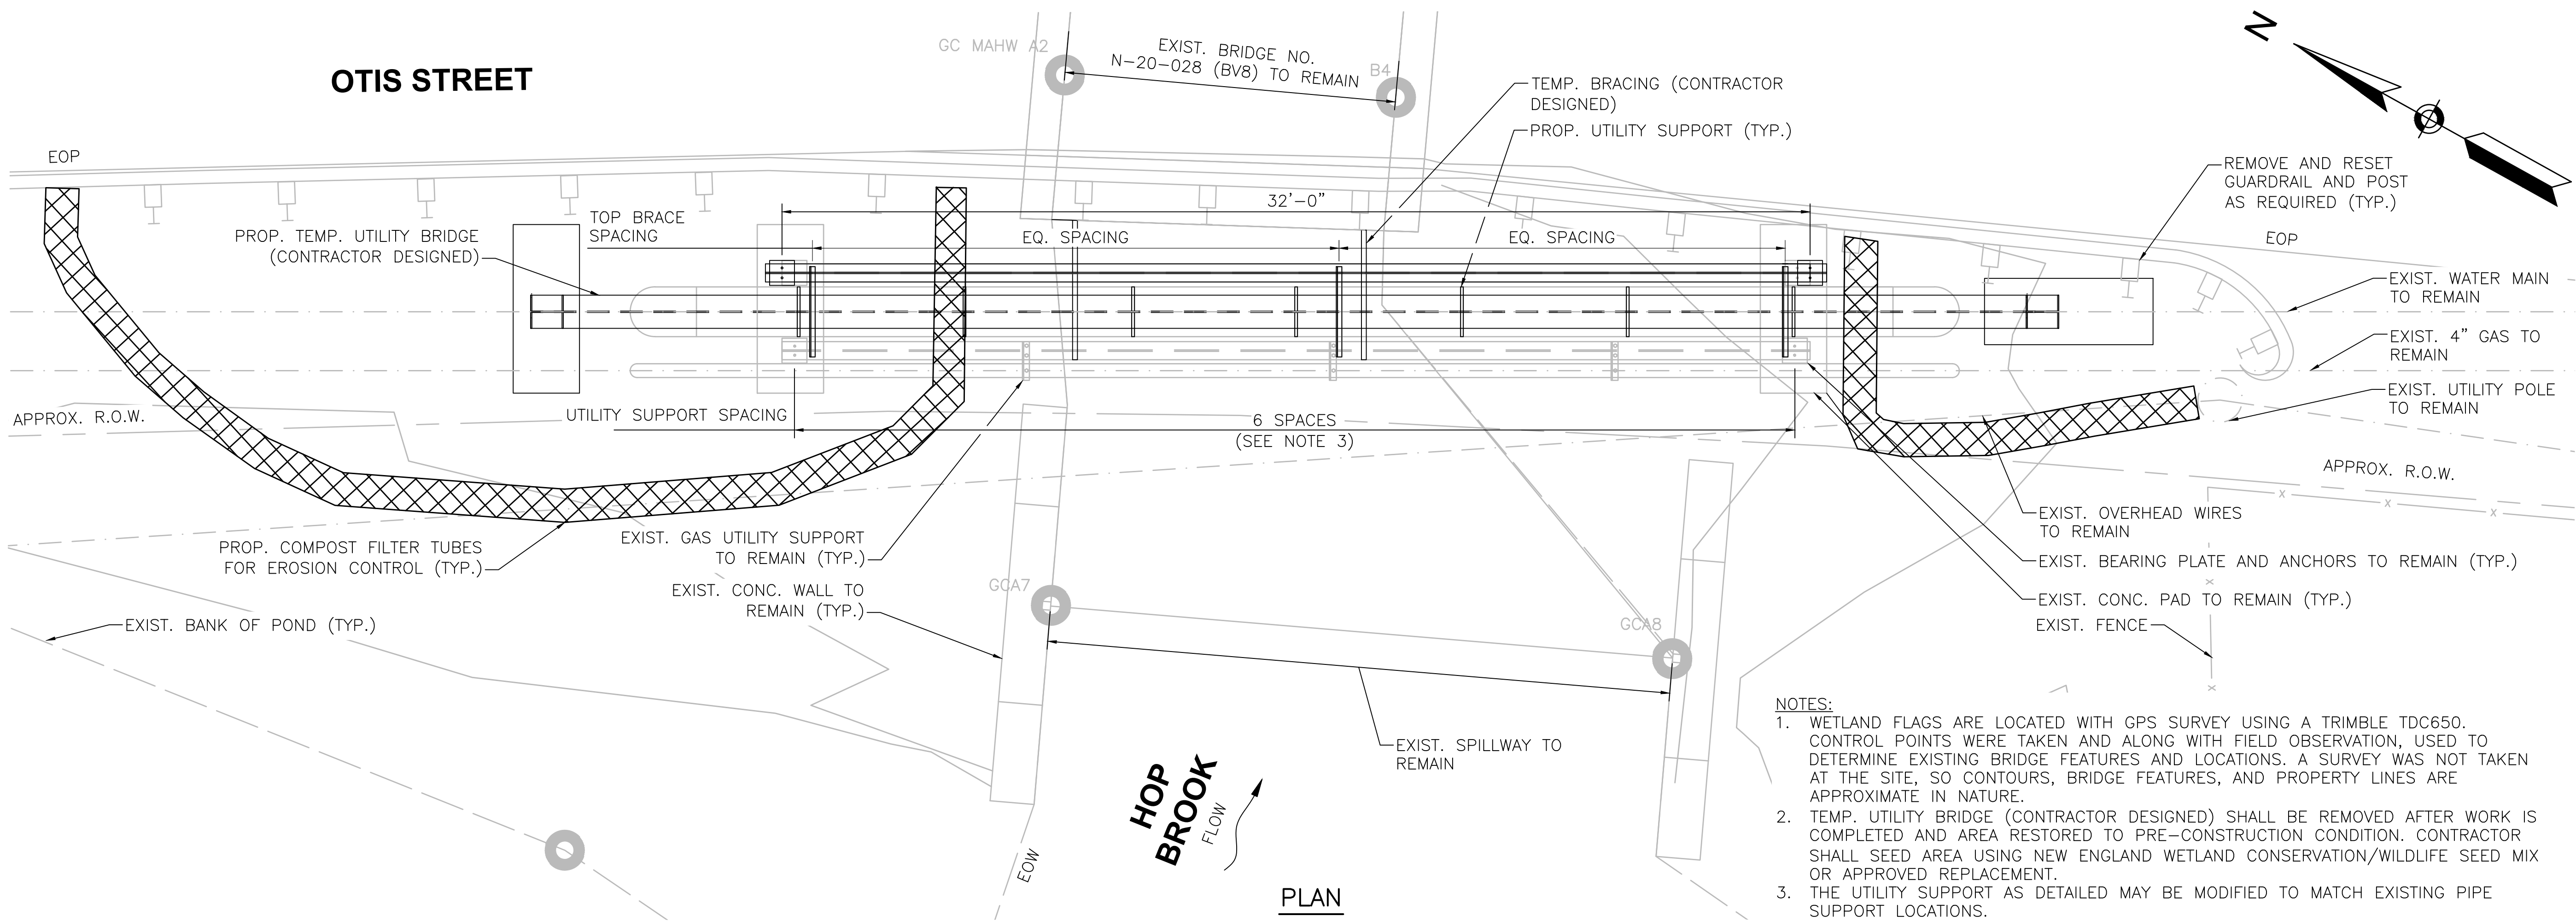 OTIS STREET
GC MAHW A2
EXIST. BRIDGE NO.
N-20-028 (BV8) TO REMAIN
B4
N
TEMP. BRACING (CONTRACTOR
DESIGNED)
PROP. UTILITY SUPPORT (TYP.)
EOP
REMOVE AND RESET
GUARDRAIL AND POST
AS REQUIRED (TYP.)
32'-0"
TOP BRACE
SPACING
EQ. SPACING
EQ. SPACING
EOP
PROP. TEMP. UTILITY BRIDGE
(CONTRACTOR DESIGNED)
EXIST. WATER MAIN
TO REMAIN
EXIST. 4" GAS TO
REMAIN
EXIST. UTILITY POLE
TO REMAIN
APPROX. R.O.W.
UTILITY SUPPORT SPACING
6 SPACES
(SEE NOTE 3)
APPROX. R.O.W.
x
x
x
EXIST. OVERHEAD WIRES
TO REMAIN
EXIST. GAS UTILITY SUPPORT
TO REMAIN (TYP.)
PROP. COMPOST FILTER TUBES
FOR EROSION CONTROL (TYP.)
EXIST. BEARING PLATE AND ANCHORS TO REMAIN (TYP.)
x
GCA7
EXIST. CONC. WALL TO
REMAIN (TYP.)
EXIST. CONC. PAD TO REMAIN (TYP.)
EXIST. BANK OF POND (TYP.)
GCA8
EXIST. FENCE
x
EXIST. SPILLWAY TO
REMAIN
HOP
BROOK
FLOW
EOW
PLAN
NOTES:
1. WETLAND FLAGS ARE LOCATED WITH GPS SURVEY USING A TRIMBLE TDC650.
CONTROL POINTS WERE TAKEN AND ALONG WITH FIELD OBSERVATION, USED TO
DETERMINE EXISTING BRIDGE FEATURES AND LOCATIONS. A SURVEY WAS NOT TAKEN
AT THE SITE, SO CONTOURS, BRIDGE FEATURES, AND PROPERTY LINES ARE
APPROXIMATE IN NATURE.
2. TEMP. UTILITY BRIDGE (CONTRACTOR DESIGNED) SHALL BE REMOVED AFTER WORK IS
COMPLETED AND AREA RESTORED TO PRE-CONSTRUCTION CONDITION. CONTRACTOR
SHALL SEED AREA USING NEW ENGLAND WETLAND CONSERVATION/WILDLIFE SEED MIX
OR APPROVED REPLACEMENT.
3. THE UTILITY SUPPORT AS DETAILED MAY BE MODIFIED TO MATCH EXISTING PIPE
SUPPORT LOCATIONS.